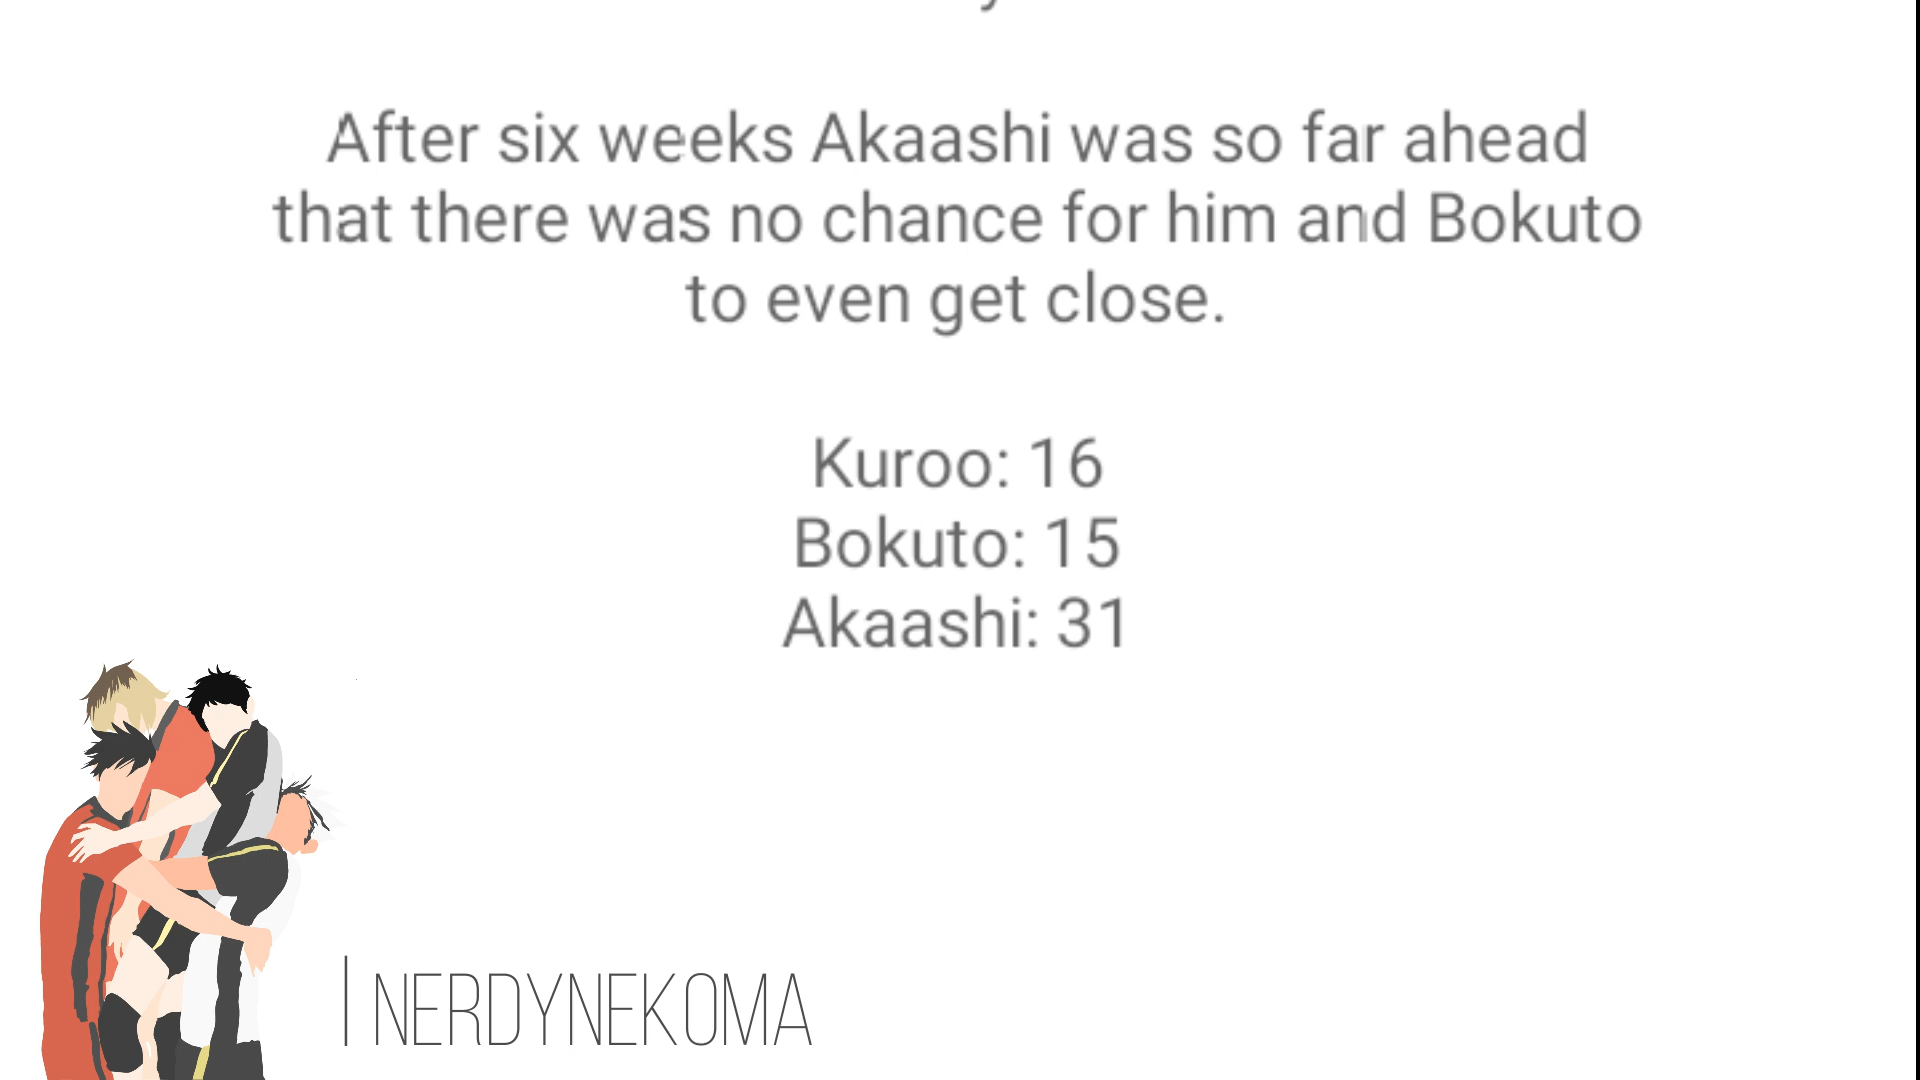 After six weeks Akaashi was so far ahead
that there was no chance for him and Bokuto
to even get close.
Kuroo: 16
Bokuto: 15
Akaashi: 31
| NERDYNEKOMA